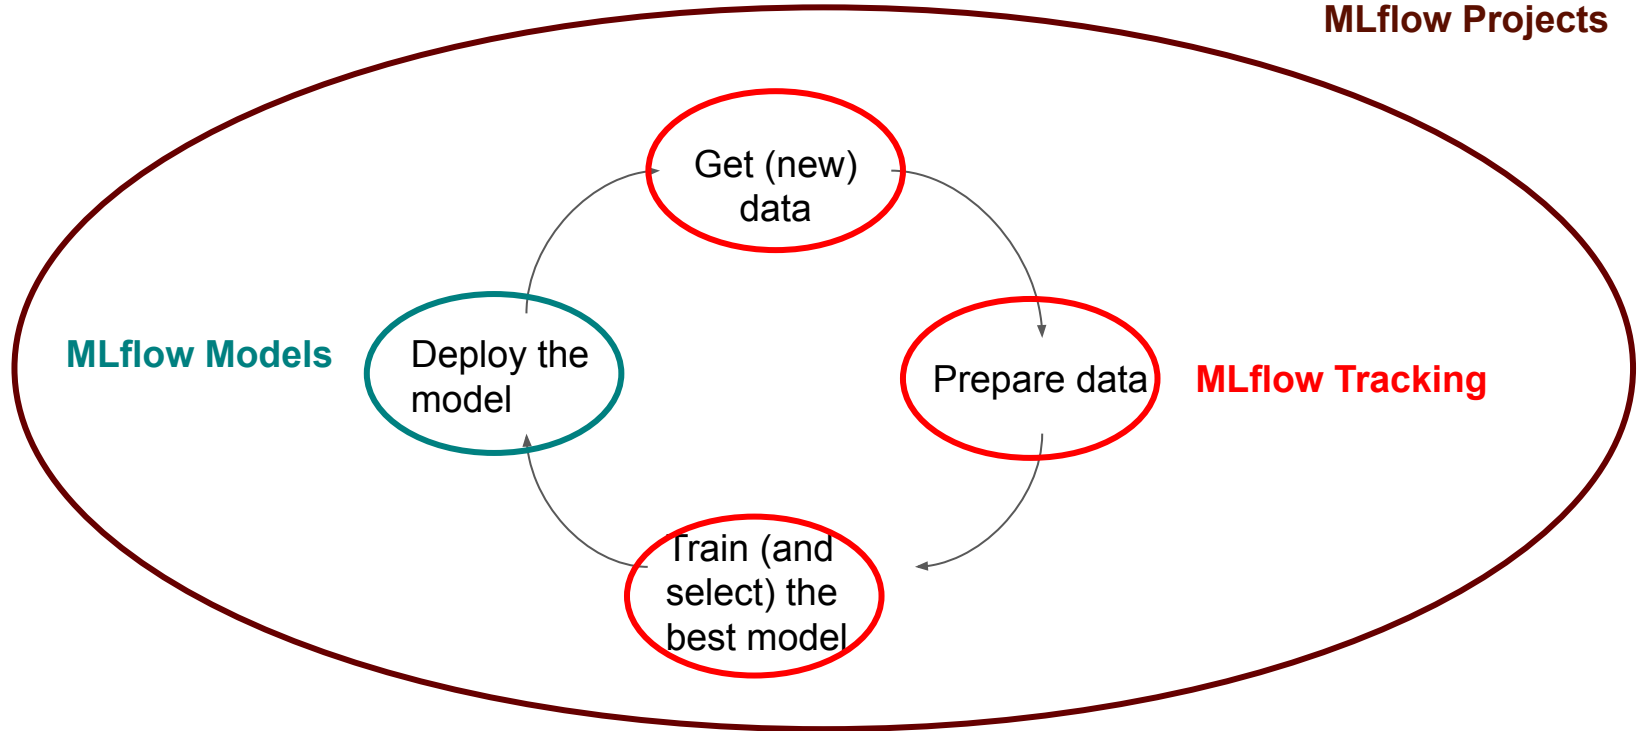 MLflow Projects
Get (new)
data
MLflow Models
Deploy the
model
Prepare data
MLflow Tracking
Train (and
select) the
best model